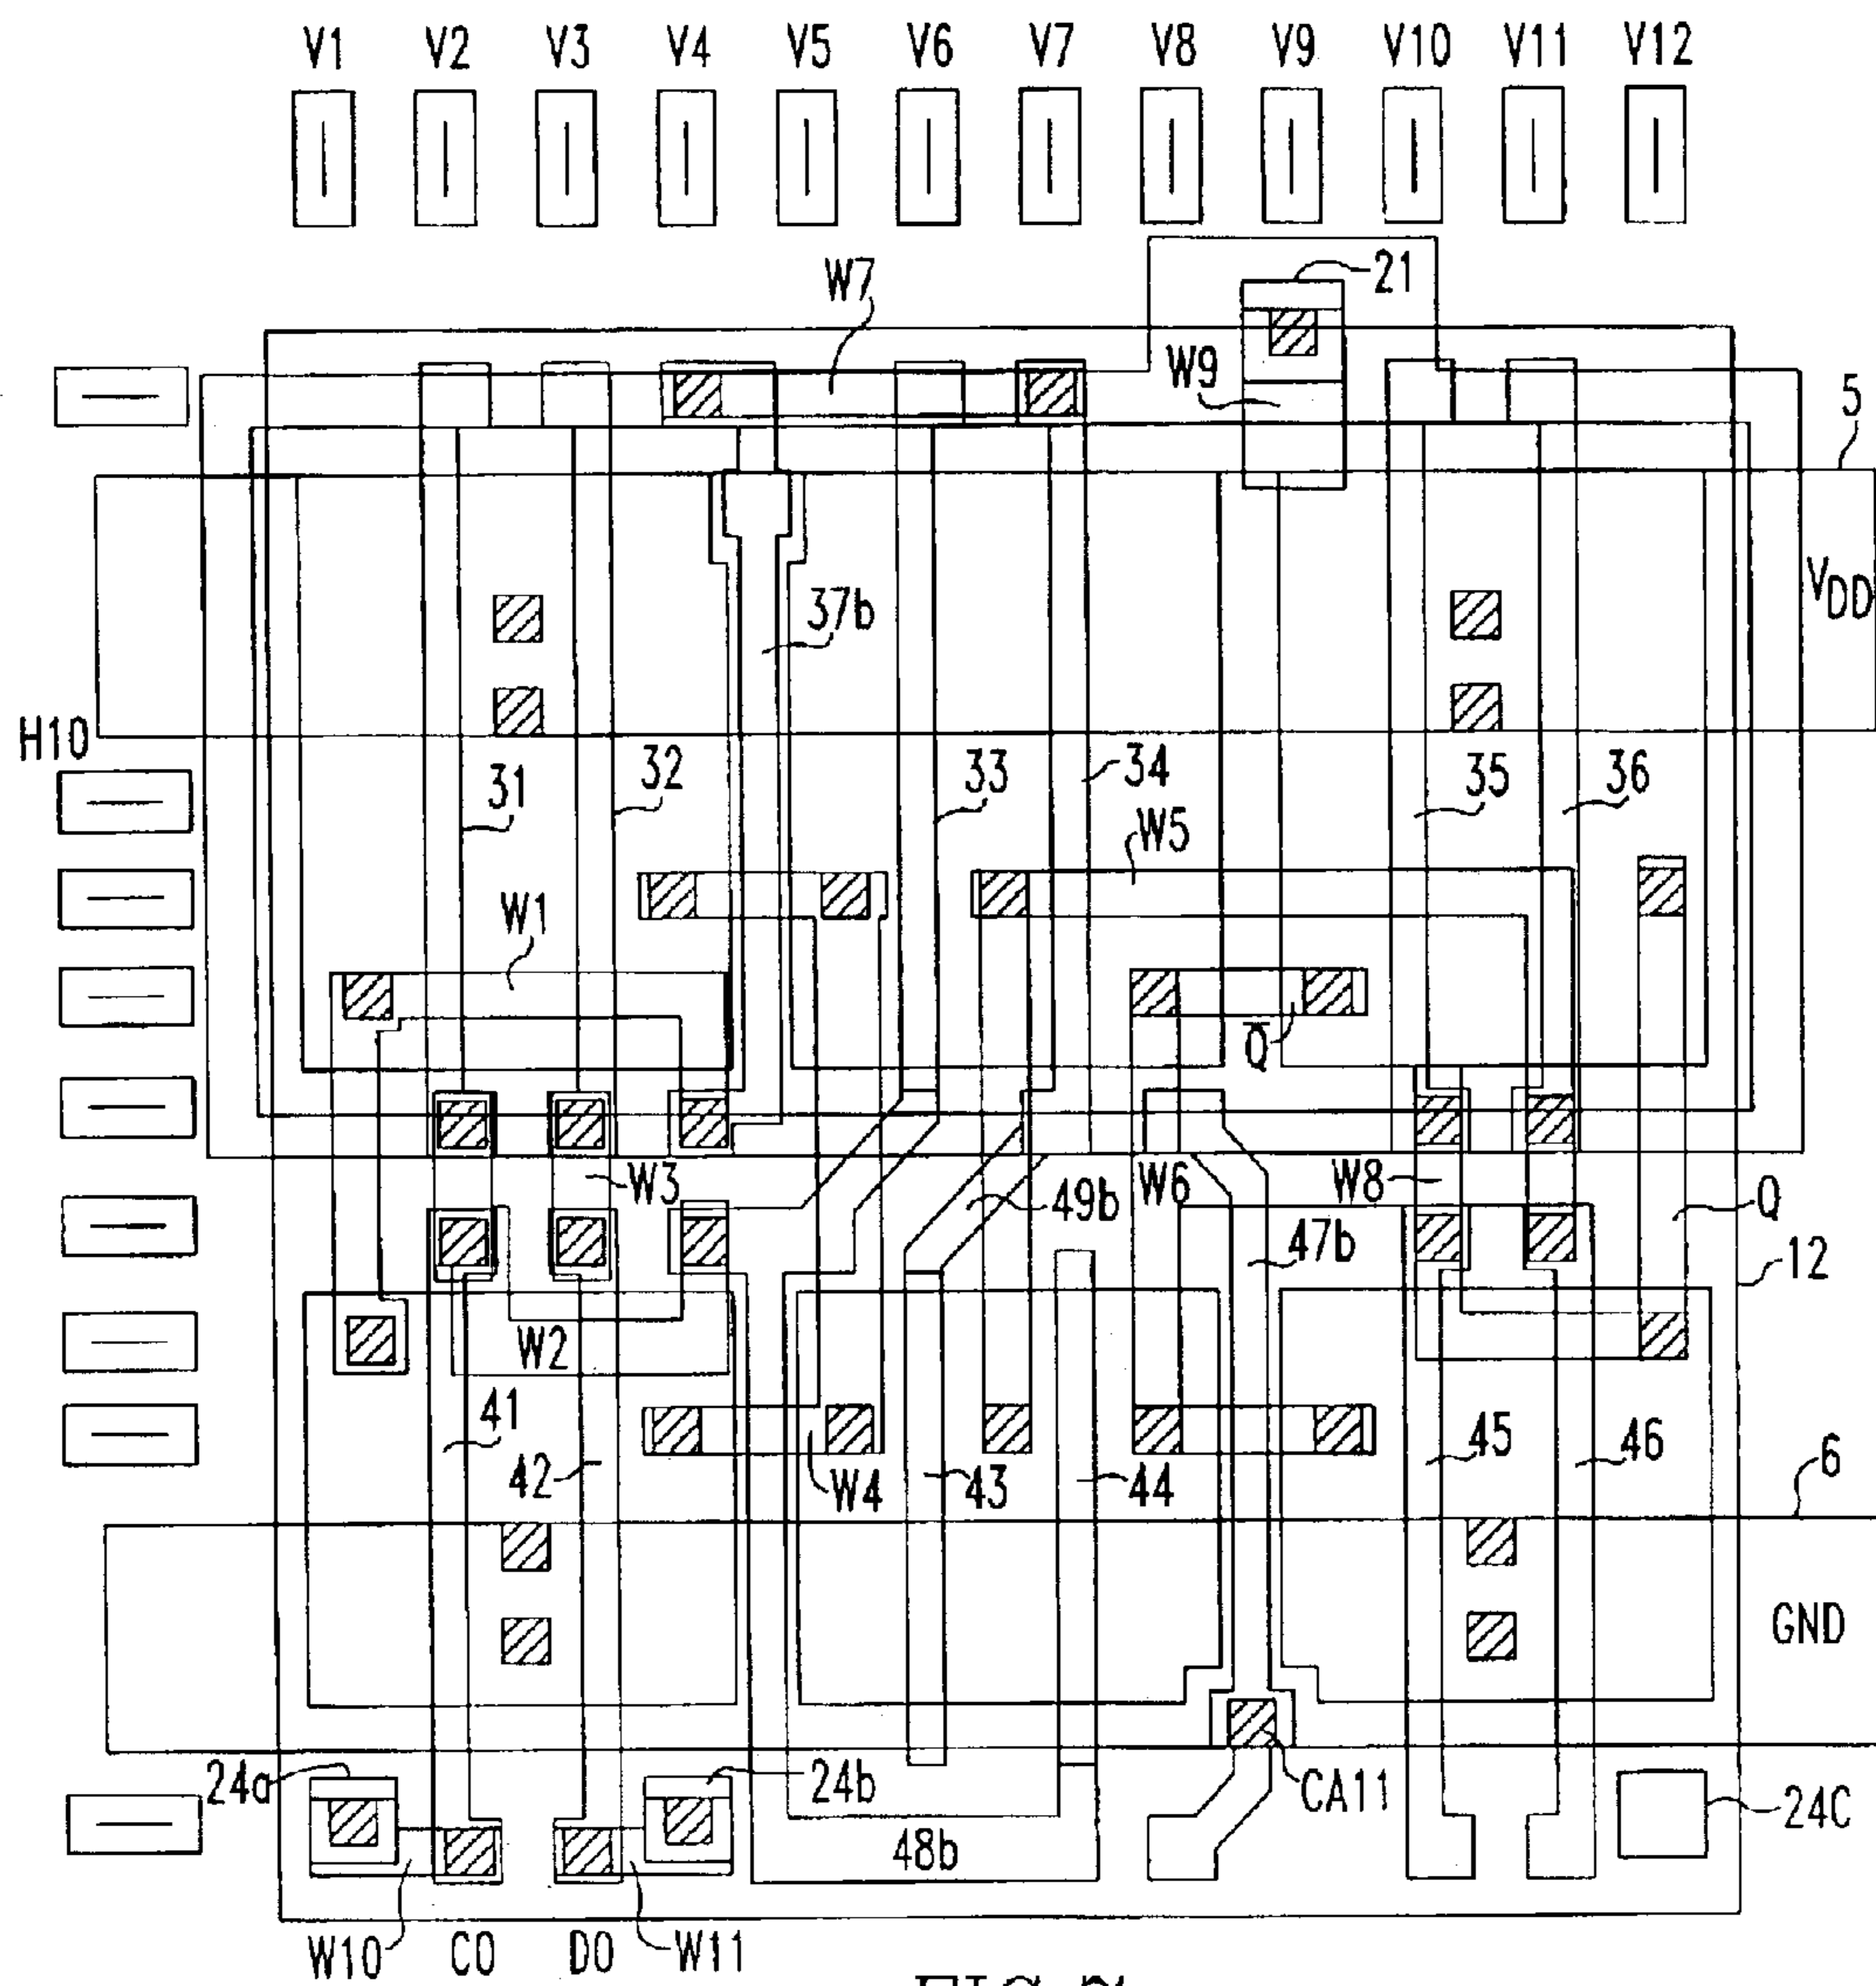 V1 V2 V3 V4 V5 V6 V7 V8 V9 V10 V11 V12
21
W7
W9
5
VDD
37b
H10
31
32
33
34
35
36
W5
W1
Q̅
W3
49b
W6
W8
Q
47b
12
W2
41
42
W4
43
44
45
46
6
GND
24a
24b
CA11
24C
48b
W10 C0 D0 W11